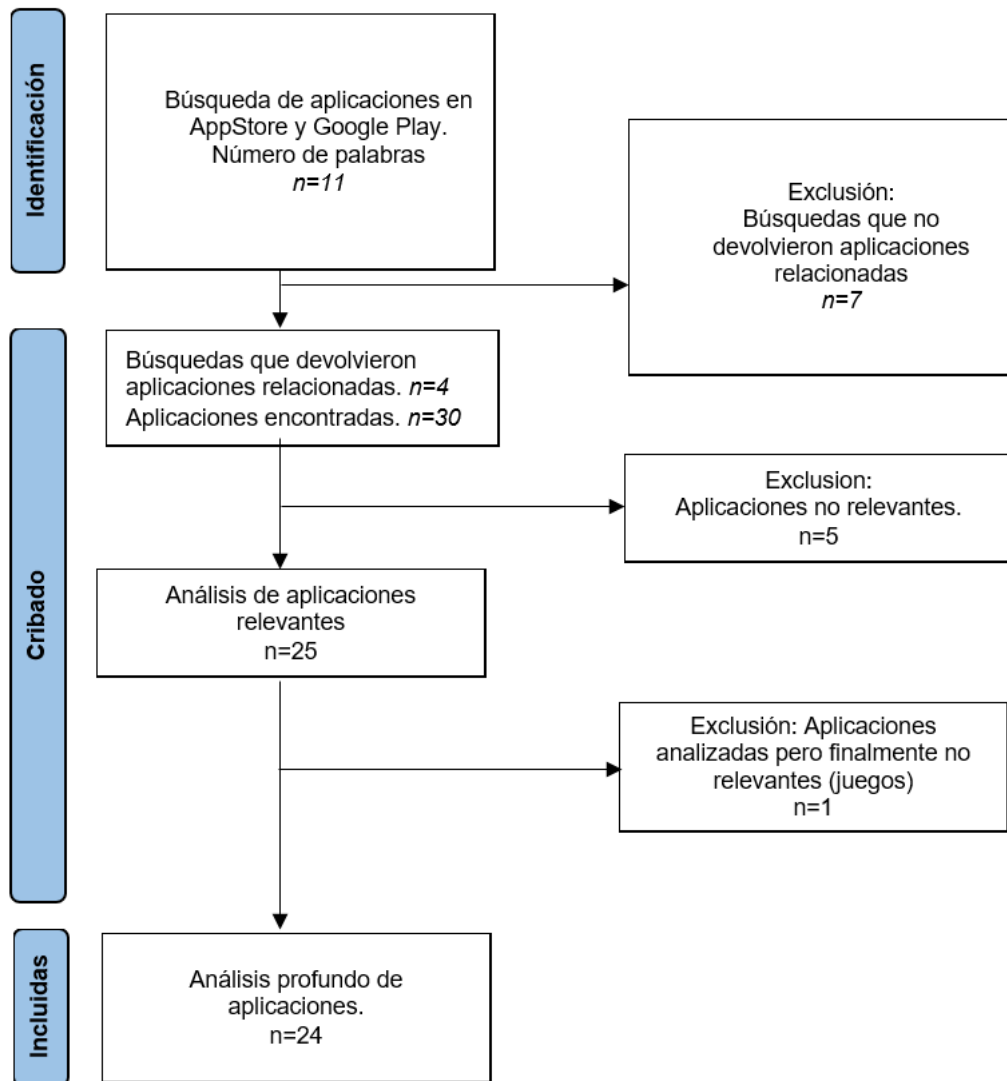 Identificación
Búsqueda de aplicaciones en
AppStore y Google Play.
Número de palabras
n=11
Exclusión:
Búsquedas que no
devolvieron aplicaciones
relacionadas
n=7
Cribado
Búsquedas que devolvieron
aplicaciones relacionadas. n=4
Aplicaciones encontradas. n=30
Exclusion:
Aplicaciones no relevantes.
n=5
Análisis de aplicaciones
relevantes
n=25
Exclusión: Aplicaciones
analizadas pero finalmente no
relevantes (juegos)
n=1
Incluidas
Análisis profundo de
aplicaciones.
n=24